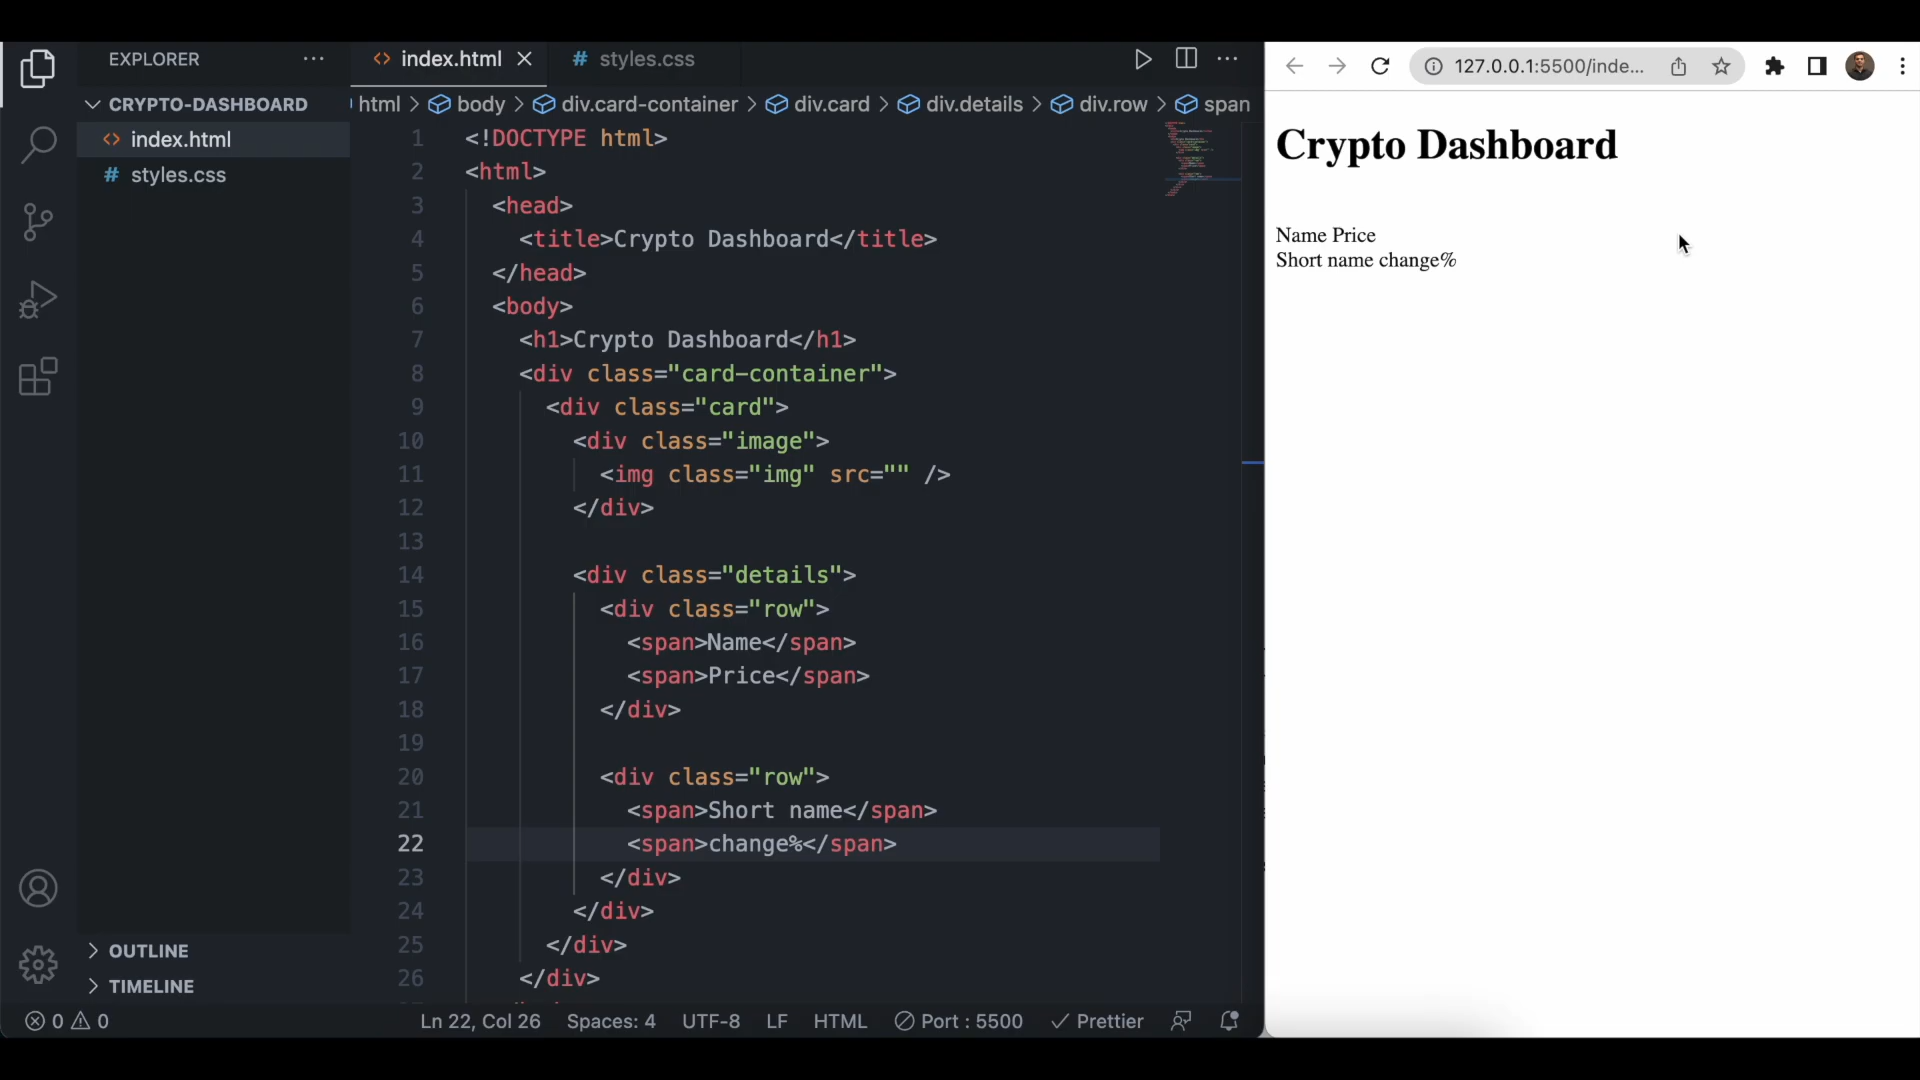 EXPLORER
CRYPTO-DASHBOARD
<> index.html
# styles.css
OUTLINE
TIMELINE
<> index.html
# styles.css
html > body > div.card-container > div.card > div.details > div.row > span
1 <!DOCTYPE html>
2 <html>
3 <head>
4 <title>Crypto Dashboard</title>
5 </head>
6 <body>
7 <h1>Crypto Dashboard</h1>
8 <div class="card-container">
9 <div class="card">
10 <div class="image">
11 <img class="img" src="" />
12 </div>
13
14 <div class="details">
15 <div class="row">
16 <span>Name</span>
17 <span>Price</span>
18 </div>
19
20 <div class="row">
21 <span>Short name</span>
22 <span>change%</span>
23 </div>
24 </div>
25 </div>
26 </div>
0 0 Ln 22, Col 26 Spaces: 4 UTF-8 LF HTML Port : 5500 Prettier
127.0.0.1:5500/inde...
Crypto Dashboard
Name Price
Short name change%